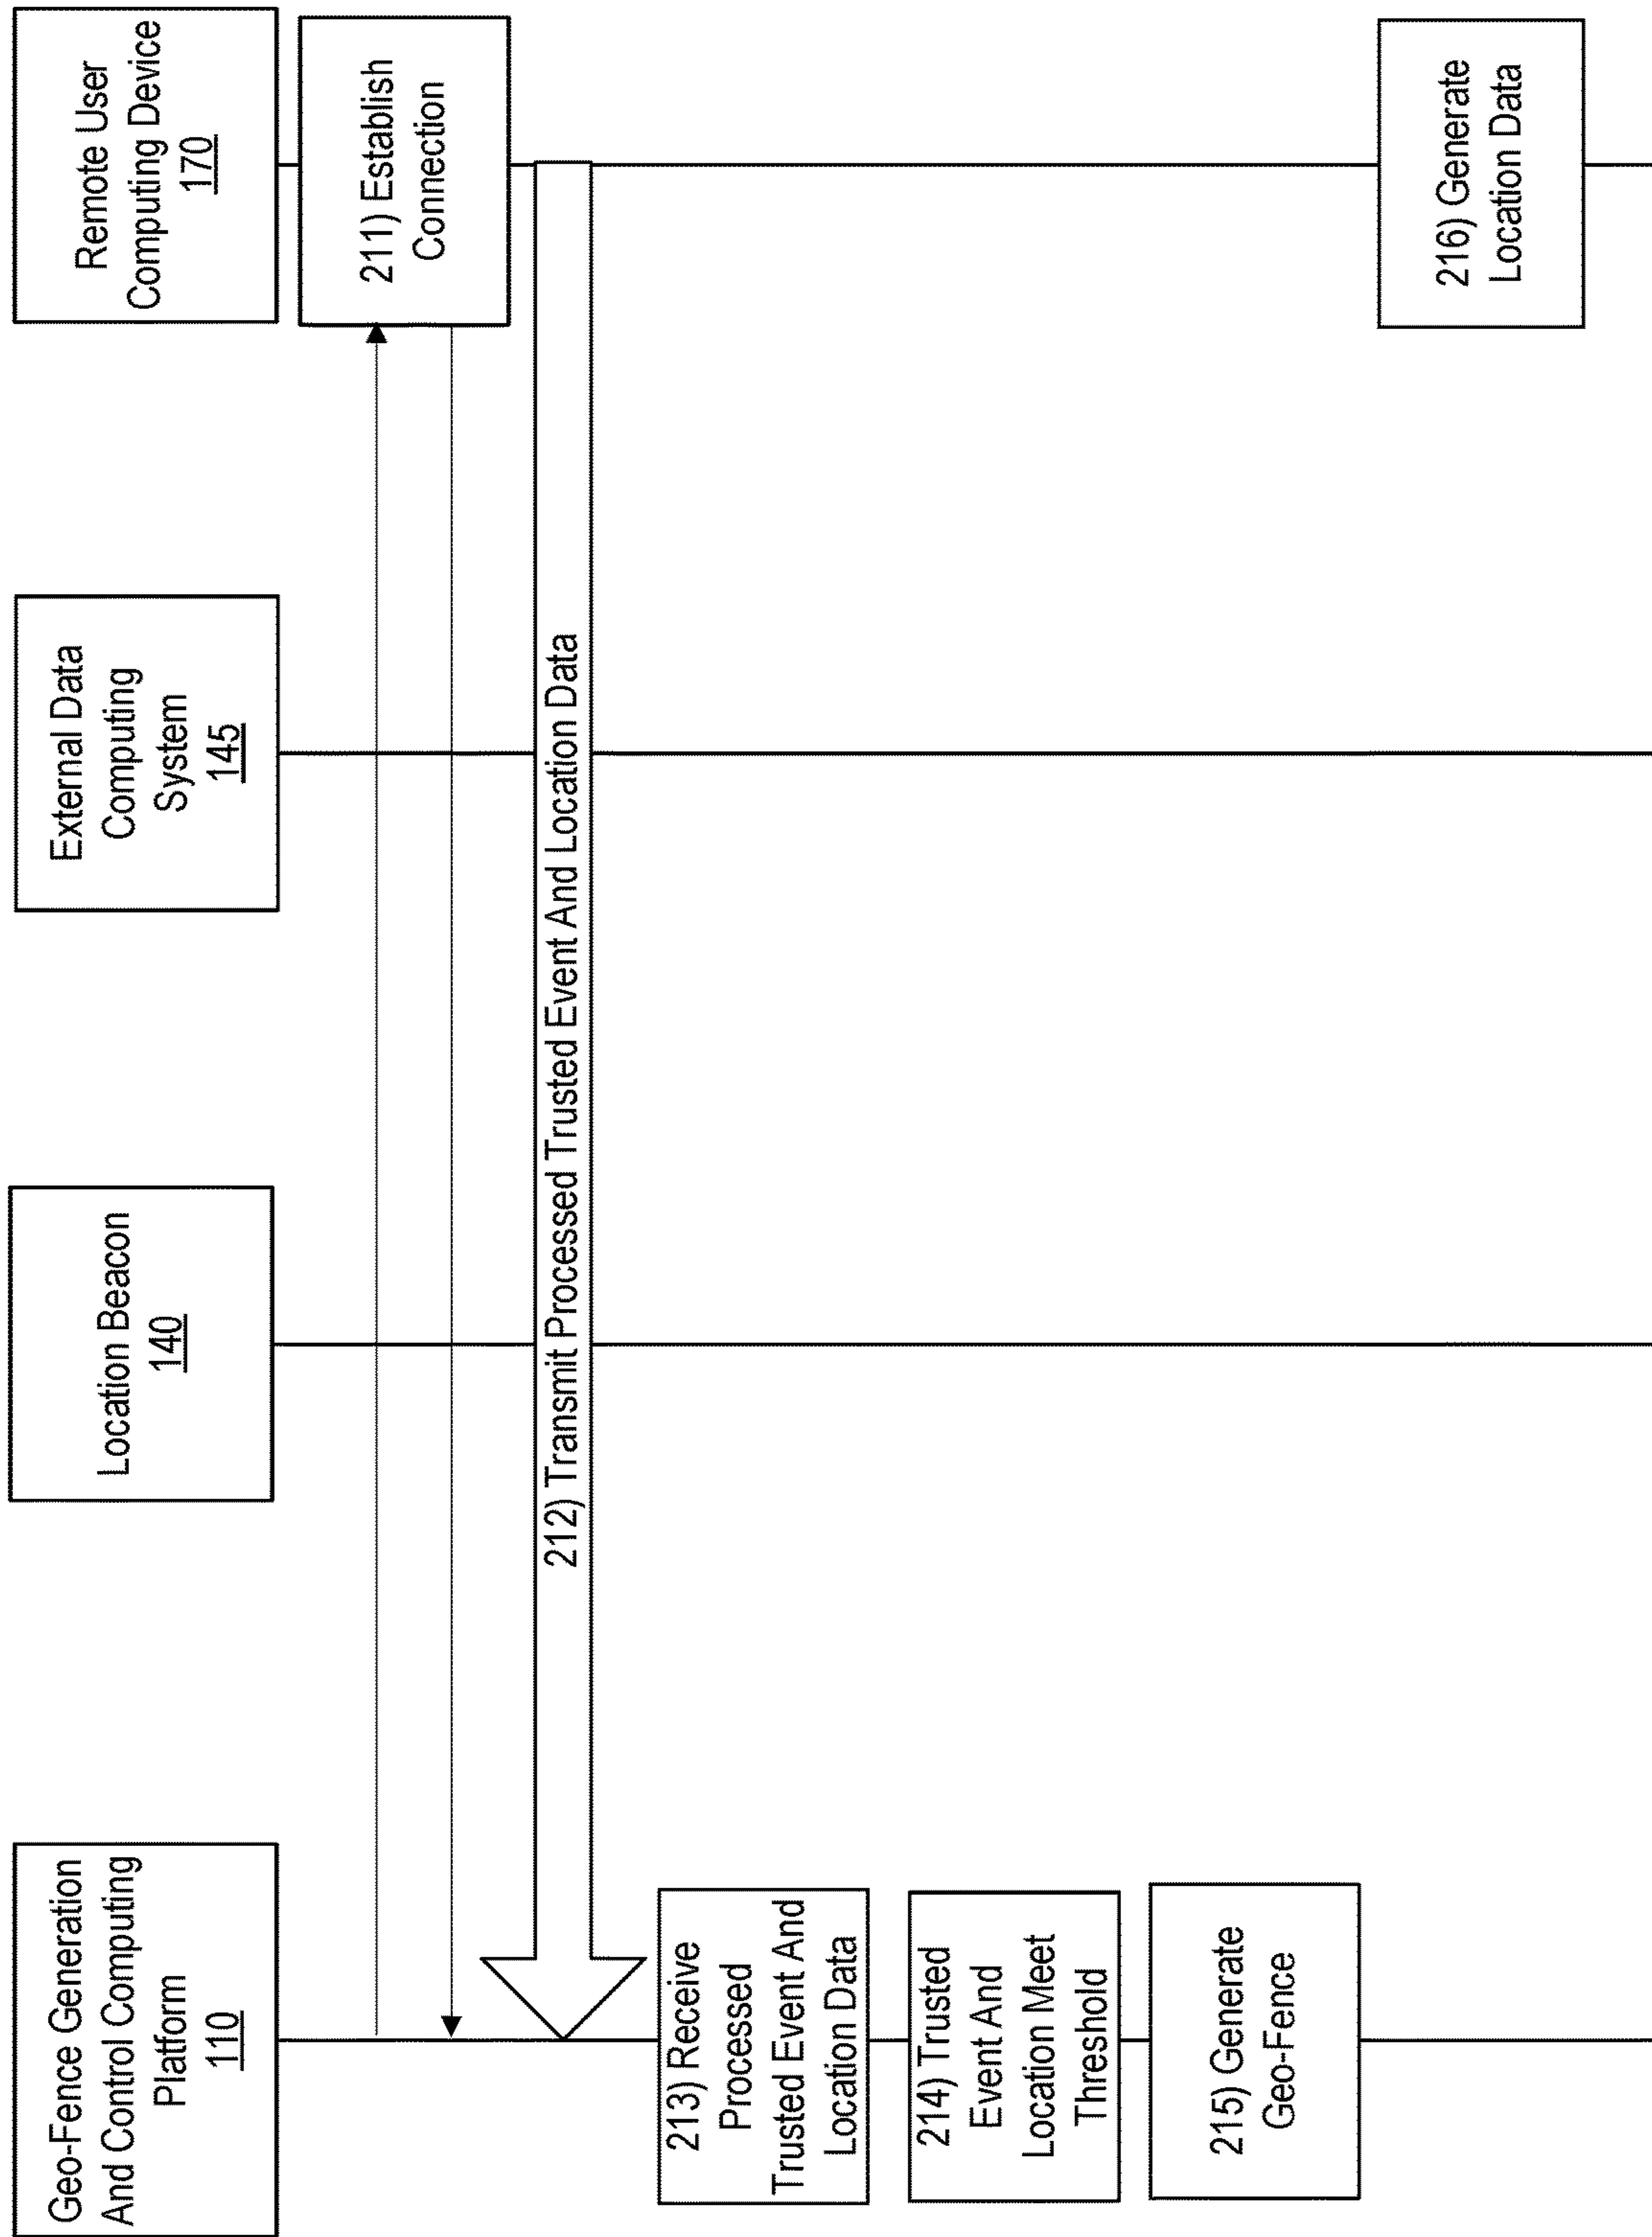 Geo-Fence Generation
And Control Computing
Platform
110
Location Beacon
140
External Data
Computing
System
145
Remote User
Computing Device
170
211) Establish
Connection
212) Transmit Processed Trusted Event And Location Data
213) Receive
Processed
Trusted Event And
Location Data
214) Trusted
Event And
Location Meet
Threshold
215) Generate
Geo-Fence
216) Generate
Location Data